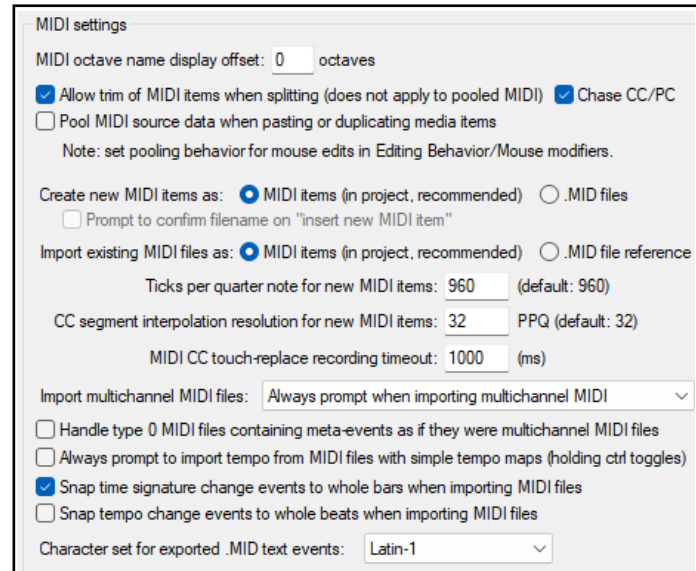 MIDI settings
MIDI octave name display offset: 0 octaves
Allow trim of MIDI items when splitting (does not apply to pooled MIDI) Chase CC/PC
Pool MIDI source data when pasting or duplicating media items
Note: set pooling behavior for mouse edits in Editing Behavior/Mouse modifiers.
Create new MIDI items as: MIDI items (in project, recommended) .MID files
Prompt to confirm filename on "insert new MIDI item"
Import existing MIDI files as: MIDI items (in project, recommended) .MID file reference
Ticks per quarter note for new MIDI items: 960 (default: 960)
CC segment interpolation resolution for new MIDI items: 32 PPQ (default: 32)
MIDI CC touch-replace recording timeout: 1000 (ms)
Import multichannel MIDI files: Always prompt when importing multichannel MIDI
Handle type 0 MIDI files containing meta-events as if they were multichannel MIDI files
Always prompt to import tempo from MIDI files with simple tempo maps (holding ctrl toggles)
Snap time signature change events to whole bars when importing MIDI files
Snap tempo change events to whole beats when importing MIDI files
Character set for exported .MID text events: Latin-1